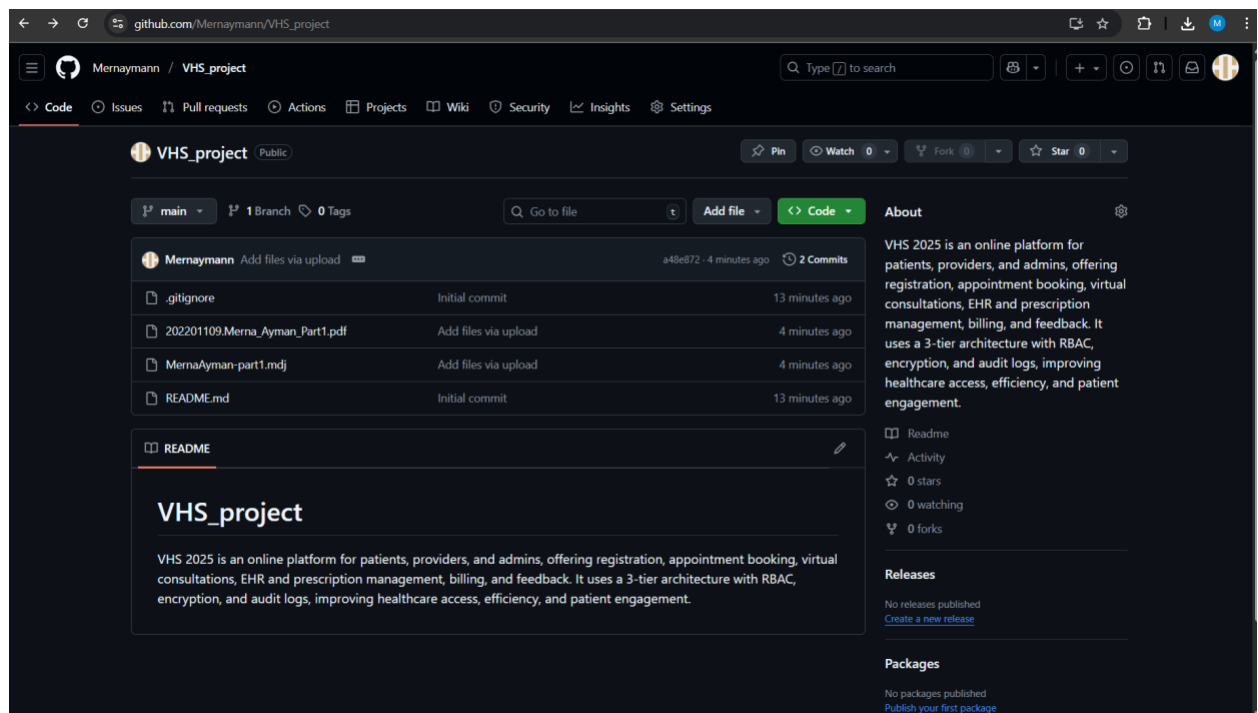 github.com/Mernaymann/VHS_project
M
Mernaymann / VHS_project
Type / to search
Code Issues Pull requests Actions Projects Wiki Security Insights Settings
VHS_project Public
Pin Watch 0 Fork 0 Star 0
main 1 Branch 0 Tags
Go to file t Add file Code
Mernaymann Add files via upload
a48e872 · 4 minutes ago 2 Commits
.gitignore Initial commit 13 minutes ago
202201109.Merna_Ayman_Part1.pdf Add files via upload 4 minutes ago
MernaAyman-part1.mdj Add files via upload 4 minutes ago
README.md Initial commit 13 minutes ago
README
VHS_project
VHS 2025 is an online platform for patients, providers, and admins, offering registration, appointment booking, virtual
consultations, EHR and prescription management, billing, and feedback. It uses a 3-tier architecture with RBAC,
encryption, and audit logs, improving healthcare access, efficiency, and patient engagement.
About
VHS 2025 is an online platform for
patients, providers, and admins, offering
registration, appointment booking, virtual
consultations, EHR and prescription
management, billing, and feedback. It
uses a 3-tier architecture with RBAC,
encryption, and audit logs, improving
healthcare access, efficiency, and patient
engagement.
Readme
Activity
0 stars
0 watching
0 forks
Releases
No releases published
Create a new release
Packages
No packages published
Publish your first package